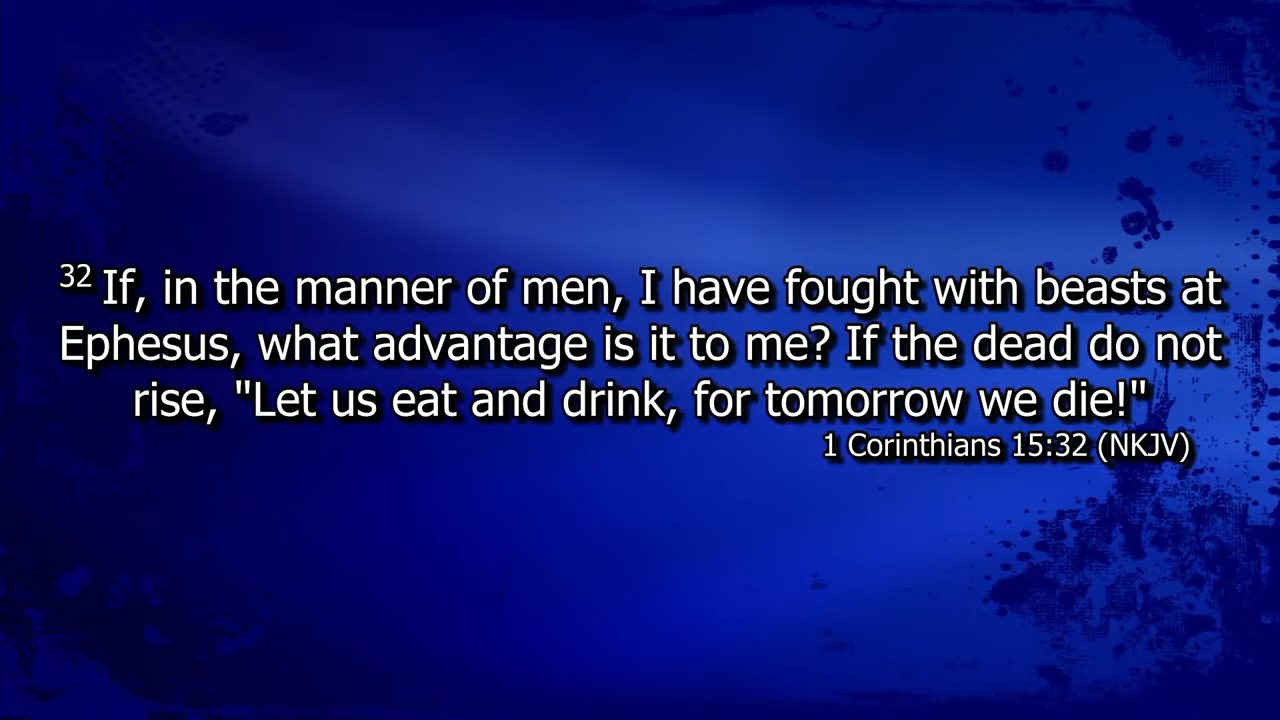 32 If, in the manner of men, I have fought with beasts at
Ephesus, what advantage is it to me? If the dead do not
rise, "Let us eat and drink, for tomorrow we die!"
1 Corinthians 15:32 (NKJV)